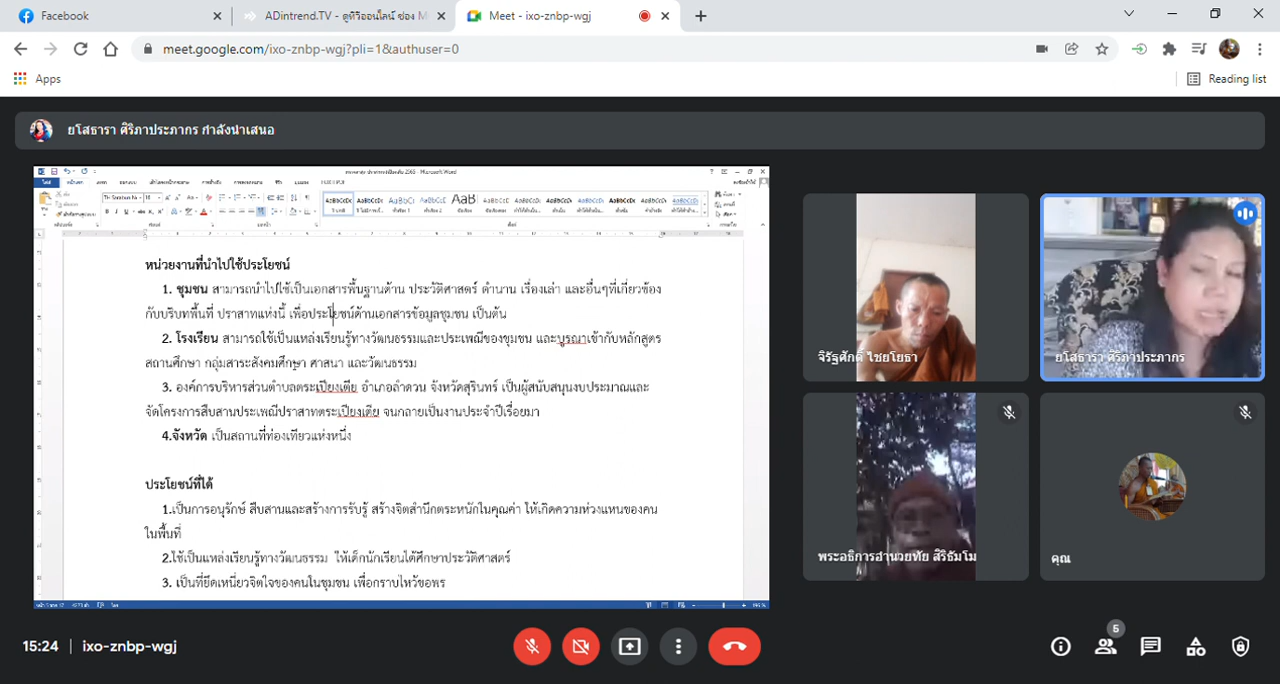 Facebook
ADintrend.TV - ดูทีวีออนไลน์ ช่อง M
Meet - ixo-znbp-wgj
meet.google.com/ixo-znbp-wgj?pli=1&authuser=0
Apps
Reading list
ยโสธารา ศิริภาประภากร กำลังนำเสนอ
หน่วยงานที่นำไปใช้ประโยชน์
1. ชุมชน สามารถนำไปใช้เป็นเอกสารพื้นฐานด้าน ประวัติศาสตร์ ตำนาน เรื่องเล่า และอื่นๆที่เกี่ยวข้อง
กับบริบทพื้นที่ ปราสาทแห่งนี้ เพื่อประโยชน์ด้านเอกสารข้อมูลชุมชน เป็นต้น
2. โรงเรียน สามารถใช้เป็นแหล่งเรียนรู้ทางวัฒนธรรมและประเพณีของชุมชน และบูรณาเข้ากับหลักสูตร
สถานศึกษา กลุ่มสาระสังคมศึกษา ศาสนา และวัฒนธรรม
3. องค์การบริหารส่วนตำบลตระเปียงเตีย อำเภอลำดวน จังหวัดสุรินทร์ เป็นผู้สนับสนุนงบประมาณและ
จัดโครงการสืบสานประเพณีปราสาทตระเปียงเตีย จนกลายเป็นงานประจำปีเรื่อยมา
4.จังหวัด เป็นสถานที่ท่องเที่ยวแห่งหนึ่ง
ประโยชน์ที่ได้
1.เป็นการอนุรักษ์ สืบสานและสร้างการรับรู้ สร้างจิตสำนึกตระหนักในคุณค่า ให้เกิดความห่วงแหนของคน
ในพื้นที่
2.ใช้เป็นแหล่งเรียนรู้ทางวัฒนธรรม ให้เด็กนักเรียนได้ศึกษาประวัติศาสตร์
3. เป็นที่ยึดเหนี่ยวจิตใจของคนในชุมชน เพื่อกราบไหว้ขอพร
จิรัฐศักดิ์ ไชยโยธา
ยโสธารา ศิริภาประภากร
พระอธิการอำนวยทัย สิริธัมโม
คุณ
15:24 | ixo-znbp-wgj
5